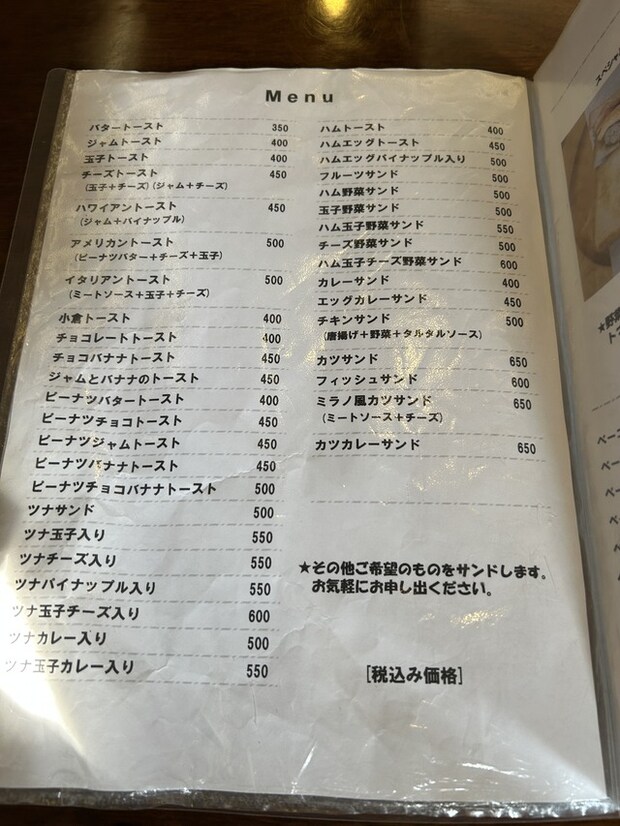 Menu
バタートースト 350
ジャムトースト 400
玉子トースト 400
チーズトースト 450
(玉子+チーズ)(ジャム+チーズ)
ハワイアントースト 450
(ジャム+パイナップル)
アメリカントースト 500
(ピーナツバター+チーズ+玉子)
イタリアントースト 500
(ミートソース+玉子+チーズ)
小倉トースト 400
チョコレートトースト 400
チョコバナナトースト 450
ジャムとバナナのトースト 450
ピーナツバタートースト 400
ピーナツチョコトースト 450
ピーナツジャムトースト 450
ピーナツバナナトースト 450
ピーナツチョコバナナトースト 500
ツナサンド 500
ツナ玉子入り 550
ツナチーズ入り 550
ツナパイナップル入り 550
ツナ玉子チーズ入り 600
ツナカレー入り 500
ツナ玉子カレー入り 550
ハムトースト 400
ハムエッグトースト 450
ハムエッグパイナップル入り 500
フルーツサンド 500
ハム野菜サンド 500
玉子野菜サンド 500
ハム玉子野菜サンド 550
チーズ野菜サンド 500
ハム玉子チーズ野菜サンド 600
カレーサンド 400
エッグカレーサンド 450
チキンサンド 500
(唐揚げ+野菜+タルタルソース)
カツサンド 650
フィッシュサンド 600
ミラノ風カツサンド 650
(ミートソース+チーズ)
カツカレーサンド 650
★その他ご希望のものをサンドします。
お気軽にお申し出ください。
[税込み価格]